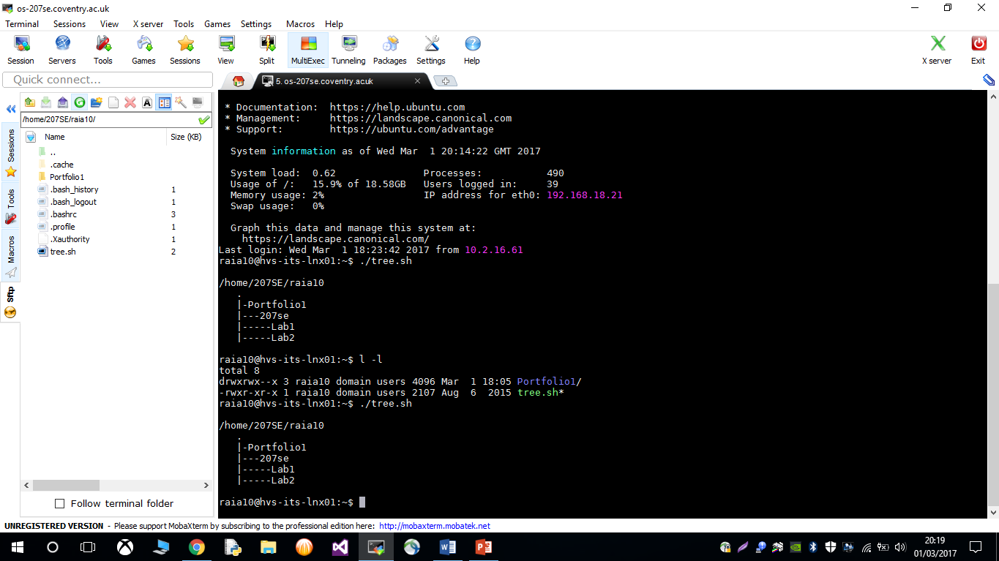 os-207se.coventry.ac.uk
Terminal Sessions View X server Tools Games Settings Macros Help
Session Servers Tools Games Sessions View Split MultiExec Tunneling Packages Settings Help X server Exit
Quick connect...
5. os-207se.coventry.ac.uk
/home/207SE/raia10/
Name Size (KB)
..
.cache
Portfolio1
.bash_history 1
.bash_logout 1
.bashrc 3
.profile 1
.Xauthority 1
tree.sh 2
Sessions
Tools
Macros
Sftp
Follow terminal folder
* Documentation: https://help.ubuntu.com
* Management: https://landscape.canonical.com
* Support: https://ubuntu.com/advantage
System information as of Wed Mar 1 20:14:22 GMT 2017
System load: 0.62 Processes: 490
Usage of /: 15.9% of 18.58GB Users logged in: 39
Memory usage: 2% IP address for eth0: 192.168.18.21
Swap usage: 0%
Graph this data and manage this system at:
https://landscape.canonical.com/
Last login: Wed Mar 1 18:23:42 2017 from 10.2.16.61
raia10@hvs-its-lnx01:~$ ./tree.sh
/home/207SE/raia10
.
|-Portfolio1
|---207se
|-----Lab1
|-----Lab2
raia10@hvs-its-lnx01:~$ l -l
total 8
drwxrwx--x 3 raia10 domain users 4096 Mar 1 18:05 Portfolio1/
-rwxr-xr-x 1 raia10 domain users 2107 Aug 6 2015 tree.sh*
raia10@hvs-its-lnx01:~$ ./tree.sh
/home/207SE/raia10
.
|-Portfolio1
|---207se
|-----Lab1
|-----Lab2
raia10@hvs-its-lnx01:~$
UNREGISTERED VERSION - Please support MobaXterm by subscribing to the professional edition here: http://mobaxterm.mobatek.net
20:19
01/03/2017